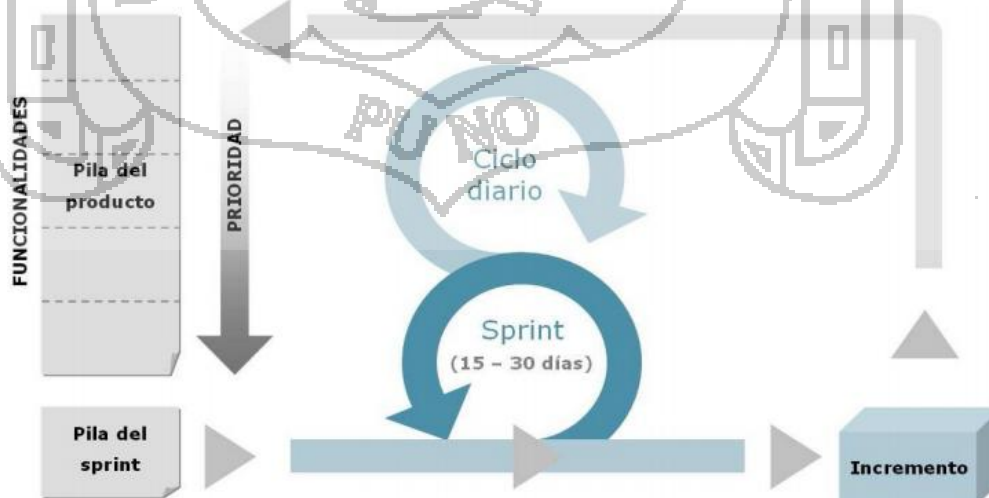 FUNCIONALIDADES
Pila del
producto
PRIORIDAD
PUNO
Ciclo
diario
Sprint
(15 – 30 días)
Pila del
sprint
Incremento